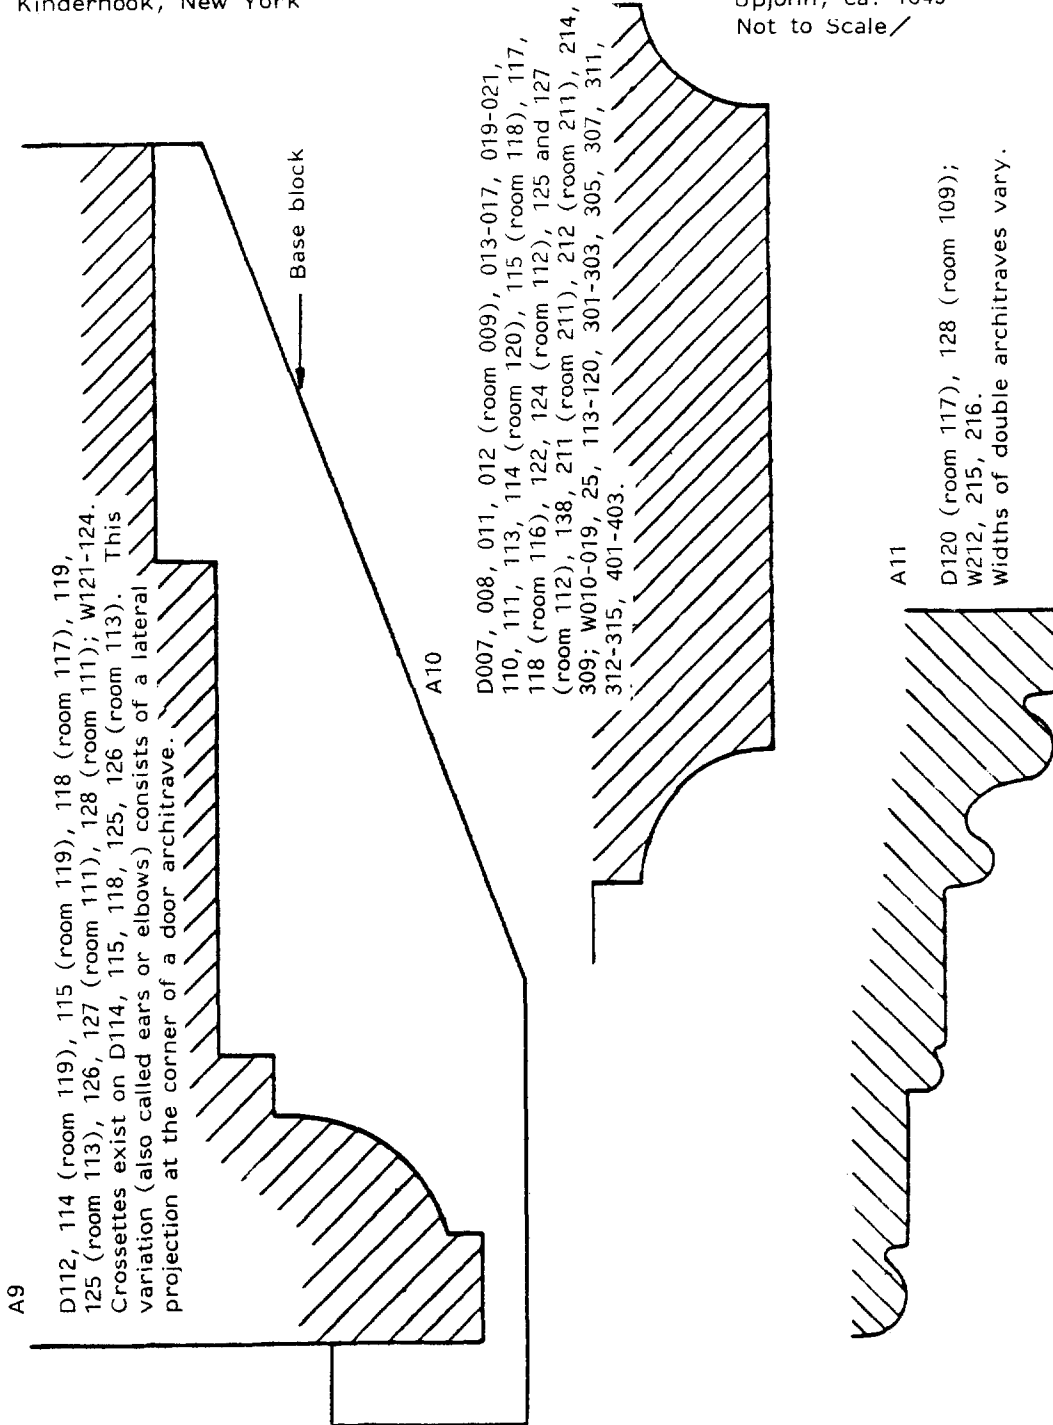 Kinderhook, New York
Upjohn, ca. 1849
Not to Scale/
A9
D112, 114 (room 119), 115 (room 119), 118 (room 117), 119,
125 (room 113), 126, 127 (room 111), 128 (room 111); W121-124.
Crossettes exist on D114, 115, 118, 125, 126 (room 113). This
variation (also called ears or elbows) consists of a lateral
projection at the corner of a door architrave.
Base block
A10
D007, 008, 011, 012 (room 009), 013-017, 019-021,
110, 111, 113, 114 (room 120), 115 (room 118), 117,
118 (room 116), 122, 124 (room 112), 125 and 127
(room 112), 138, 211 (room 211), 212 (room 211), 214,
309; W010-019, 25, 113-120, 301-303, 305, 307, 311,
312-315, 401-403.
A11
D120 (room 117), 128 (room 109);
W212, 215, 216.
Widths of double architraves vary.